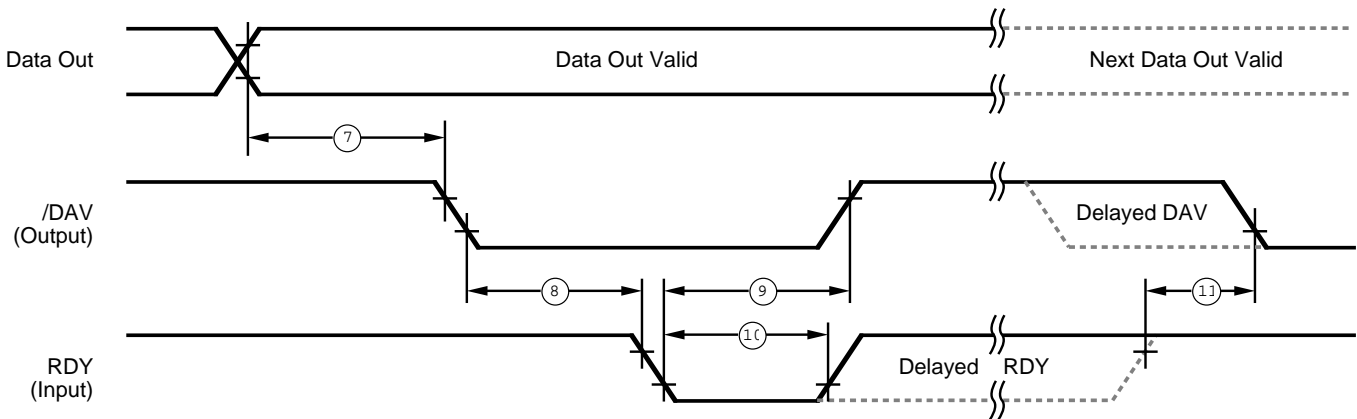 Data Out
Data Out Valid
Next Data Out Valid
7
/DAV
(Output)
Delayed DAV
8
9
11
10
RDY
(Input)
Delayed RDY